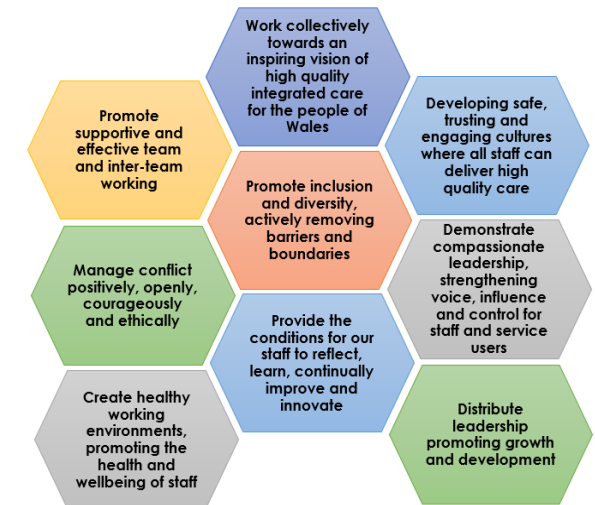 Work collectively
towards an
inspiring vision of
high quality
integrated care
for the people of
Wales
Promote
supportive and
effective team
and inter-team
working
Developing safe,
trusting and
engaging cultures
where all staff can
deliver high
quality care
Promote inclusion
and diversity,
actively removing
barriers and
boundaries
Manage conflict
positively, openly,
courageously
and ethically
Demonstrate
compassionate
leadership,
strengthening
voice, influence
and control for
staff and service
users
Provide the
conditions for our
staff to reflect,
learn, continually
improve and
innovate
Create healthy
working
environments,
promoting the
health and
wellbeing of staff
Distribute
leadership
promoting growth
and development